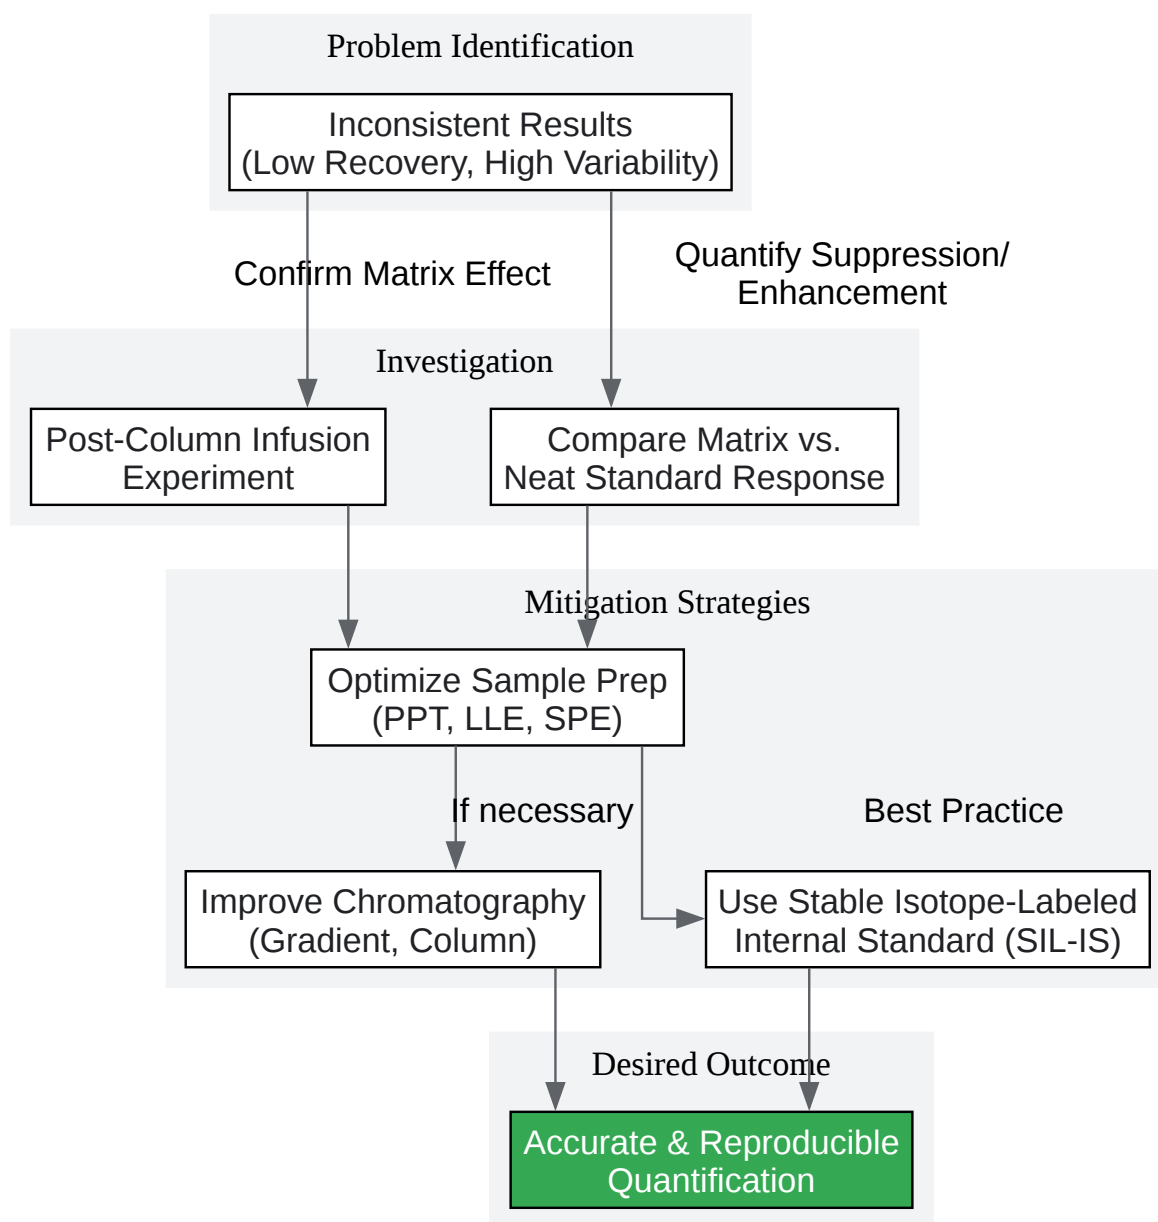 Problem Identification
Inconsistent Results
(Low Recovery, High Variability)
Confirm Matrix Effect
Quantify Suppression/
Enhancement
Investigation
Post-Column Infusion
Experiment
Compare Matrix vs.
Neat Standard Response
Mitigation Strategies
Optimize Sample Prep
(PPT, LLE, SPE)
If necessary
Best Practice
Improve Chromatography
(Gradient, Column)
Use Stable Isotope-Labeled
Internal Standard (SIL-IS)
Desired Outcome
Accurate & Reproducible
Quantification